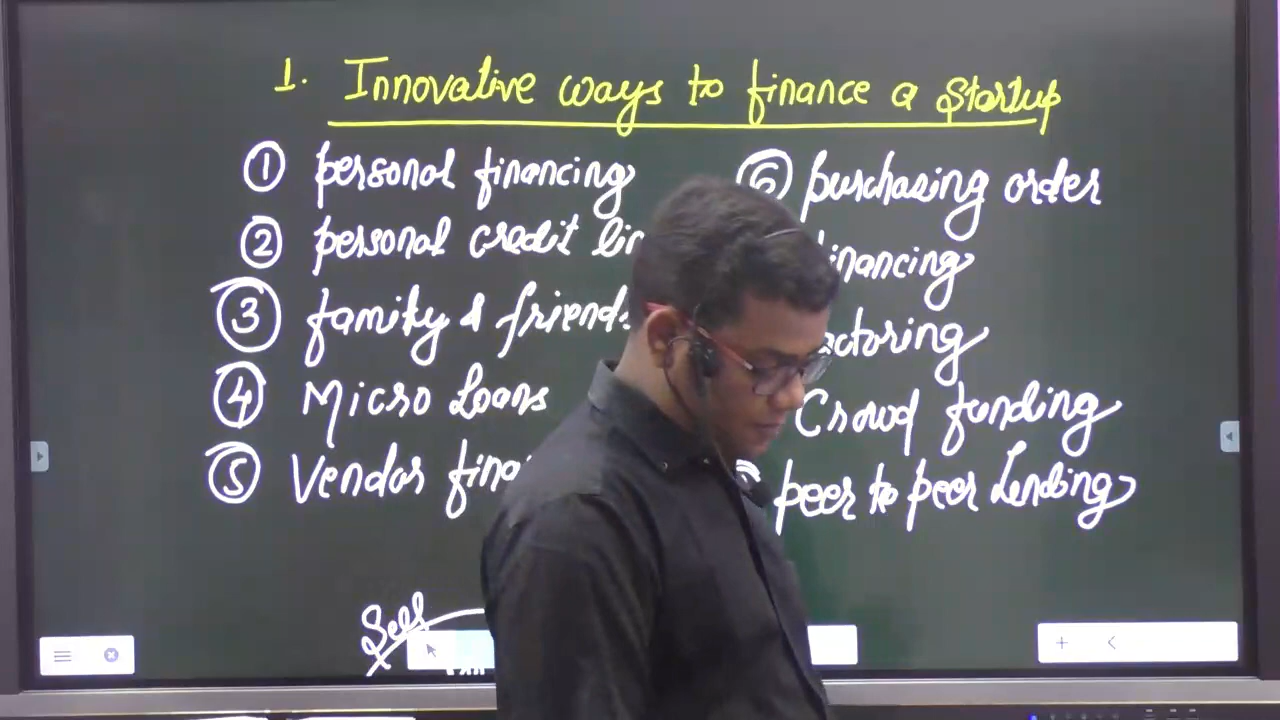 1. Innovative ways to finance a Startup
① personal financing
② personal credit
③ family & friends
④ Micro Loans
⑤ Vendor
⑥ purchasing order
financing
Crowd funding
peer to peer Lending
Self